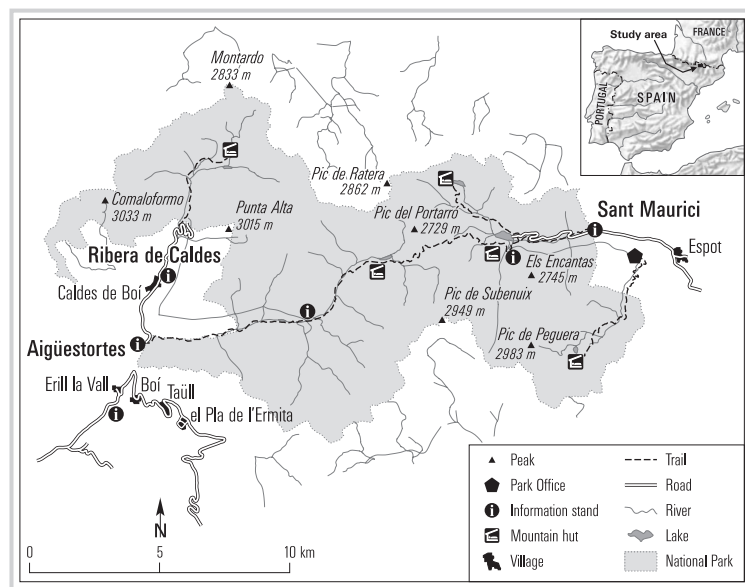 Montardo
2833 m
Study area
FRANCE
PORTUGAL
SPAIN
Pic de Ratera
2862 m
Comaloformo
3033 m
Punta Alta
3015 m
Pic del Portarró
2729 m
Sant Maurici
Ribera de Caldes
Els Encantas
2745 m
Espot
Caldes de Boí
Pic de Subenuix
2949 m
Aigüestortes
Pic de Peguera
2983 m
Erill la Vall
Boí
Taüll
el Pla de l'Ermita
N
0 5 10 km
Peak
Park Office
Information stand
Mountain hut
Village
Trail
Road
River
Lake
National Park